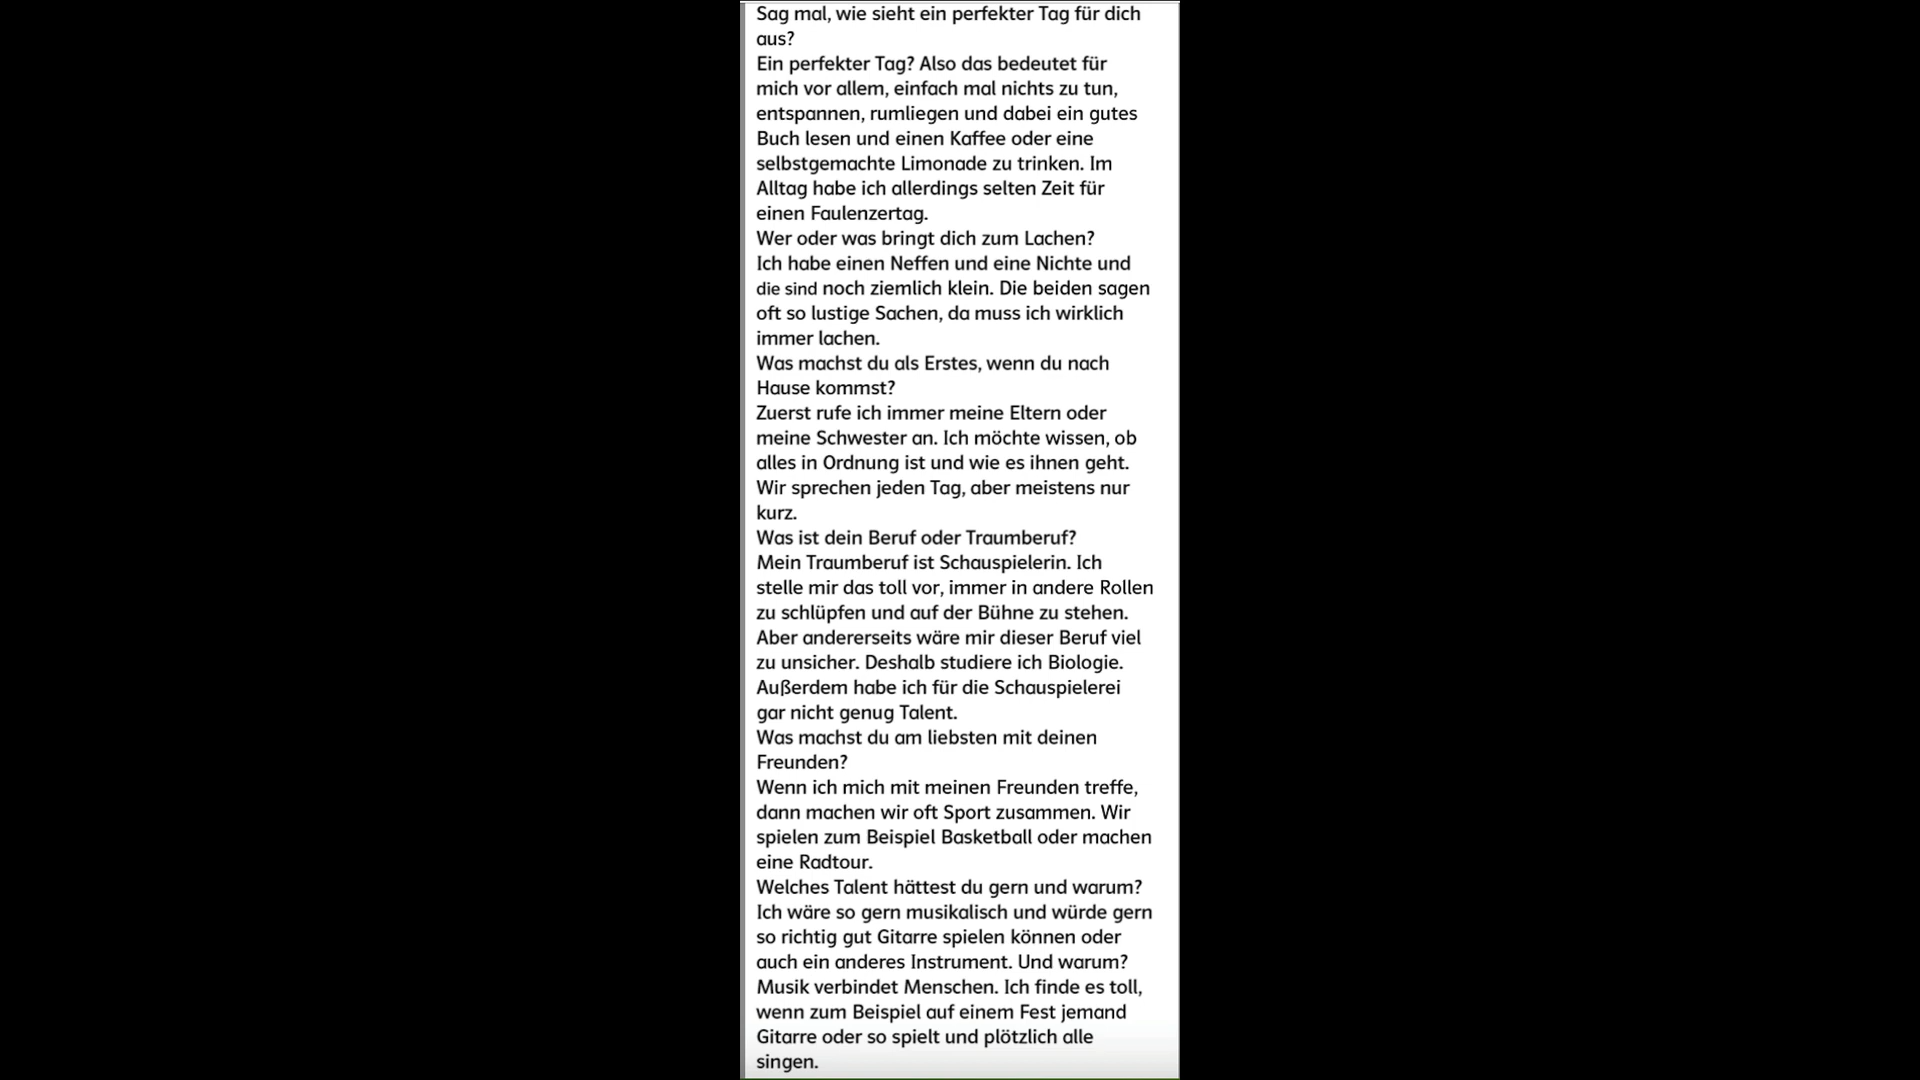 Sag mal, wie sieht ein perfekter Tag für dich
aus?
Ein perfekter Tag? Also das bedeutet für
mich vor allem, einfach mal nichts zu tun,
entspannen, rumliegen und dabei ein gutes
Buch lesen und einen Kaffee oder eine
selbstgemachte Limonade zu trinken. Im
Alltag habe ich allerdings selten Zeit für
einen Faulenzertag.
Wer oder was bringt dich zum Lachen?
Ich habe einen Neffen und eine Nichte und
die sind noch ziemlich klein. Die beiden sagen
oft so lustige Sachen, da muss ich wirklich
immer lachen.
Was machst du als Erstes, wenn du nach
Hause kommst?
Zuerst rufe ich immer meine Eltern oder
meine Schwester an. Ich möchte wissen, ob
alles in Ordnung ist und wie es ihnen geht.
Wir sprechen jeden Tag, aber meistens nur
kurz.
Was ist dein Beruf oder Traumberuf?
Mein Traumberuf ist Schauspielerin. Ich
stelle mir das toll vor, immer in andere Rollen
zu schlüpfen und auf der Bühne zu stehen.
Aber andererseits wäre mir dieser Beruf viel
zu unsicher. Deshalb studiere ich Biologie.
Außerdem habe ich für die Schauspielerei
gar nicht genug Talent.
Was machst du am liebsten mit deinen
Freunden?
Wenn ich mich mit meinen Freunden treffe,
dann machen wir oft Sport zusammen. Wir
spielen zum Beispiel Basketball oder machen
eine Radtour.
Welches Talent hättest du gern und warum?
Ich wäre so gern musikalisch und würde gern
so richtig gut Gitarre spielen können oder
auch ein anderes Instrument. Und warum?
Musik verbindet Menschen. Ich finde es toll,
wenn zum Beispiel auf einem Fest jemand
Gitarre oder so spielt und plötzlich alle
singen.